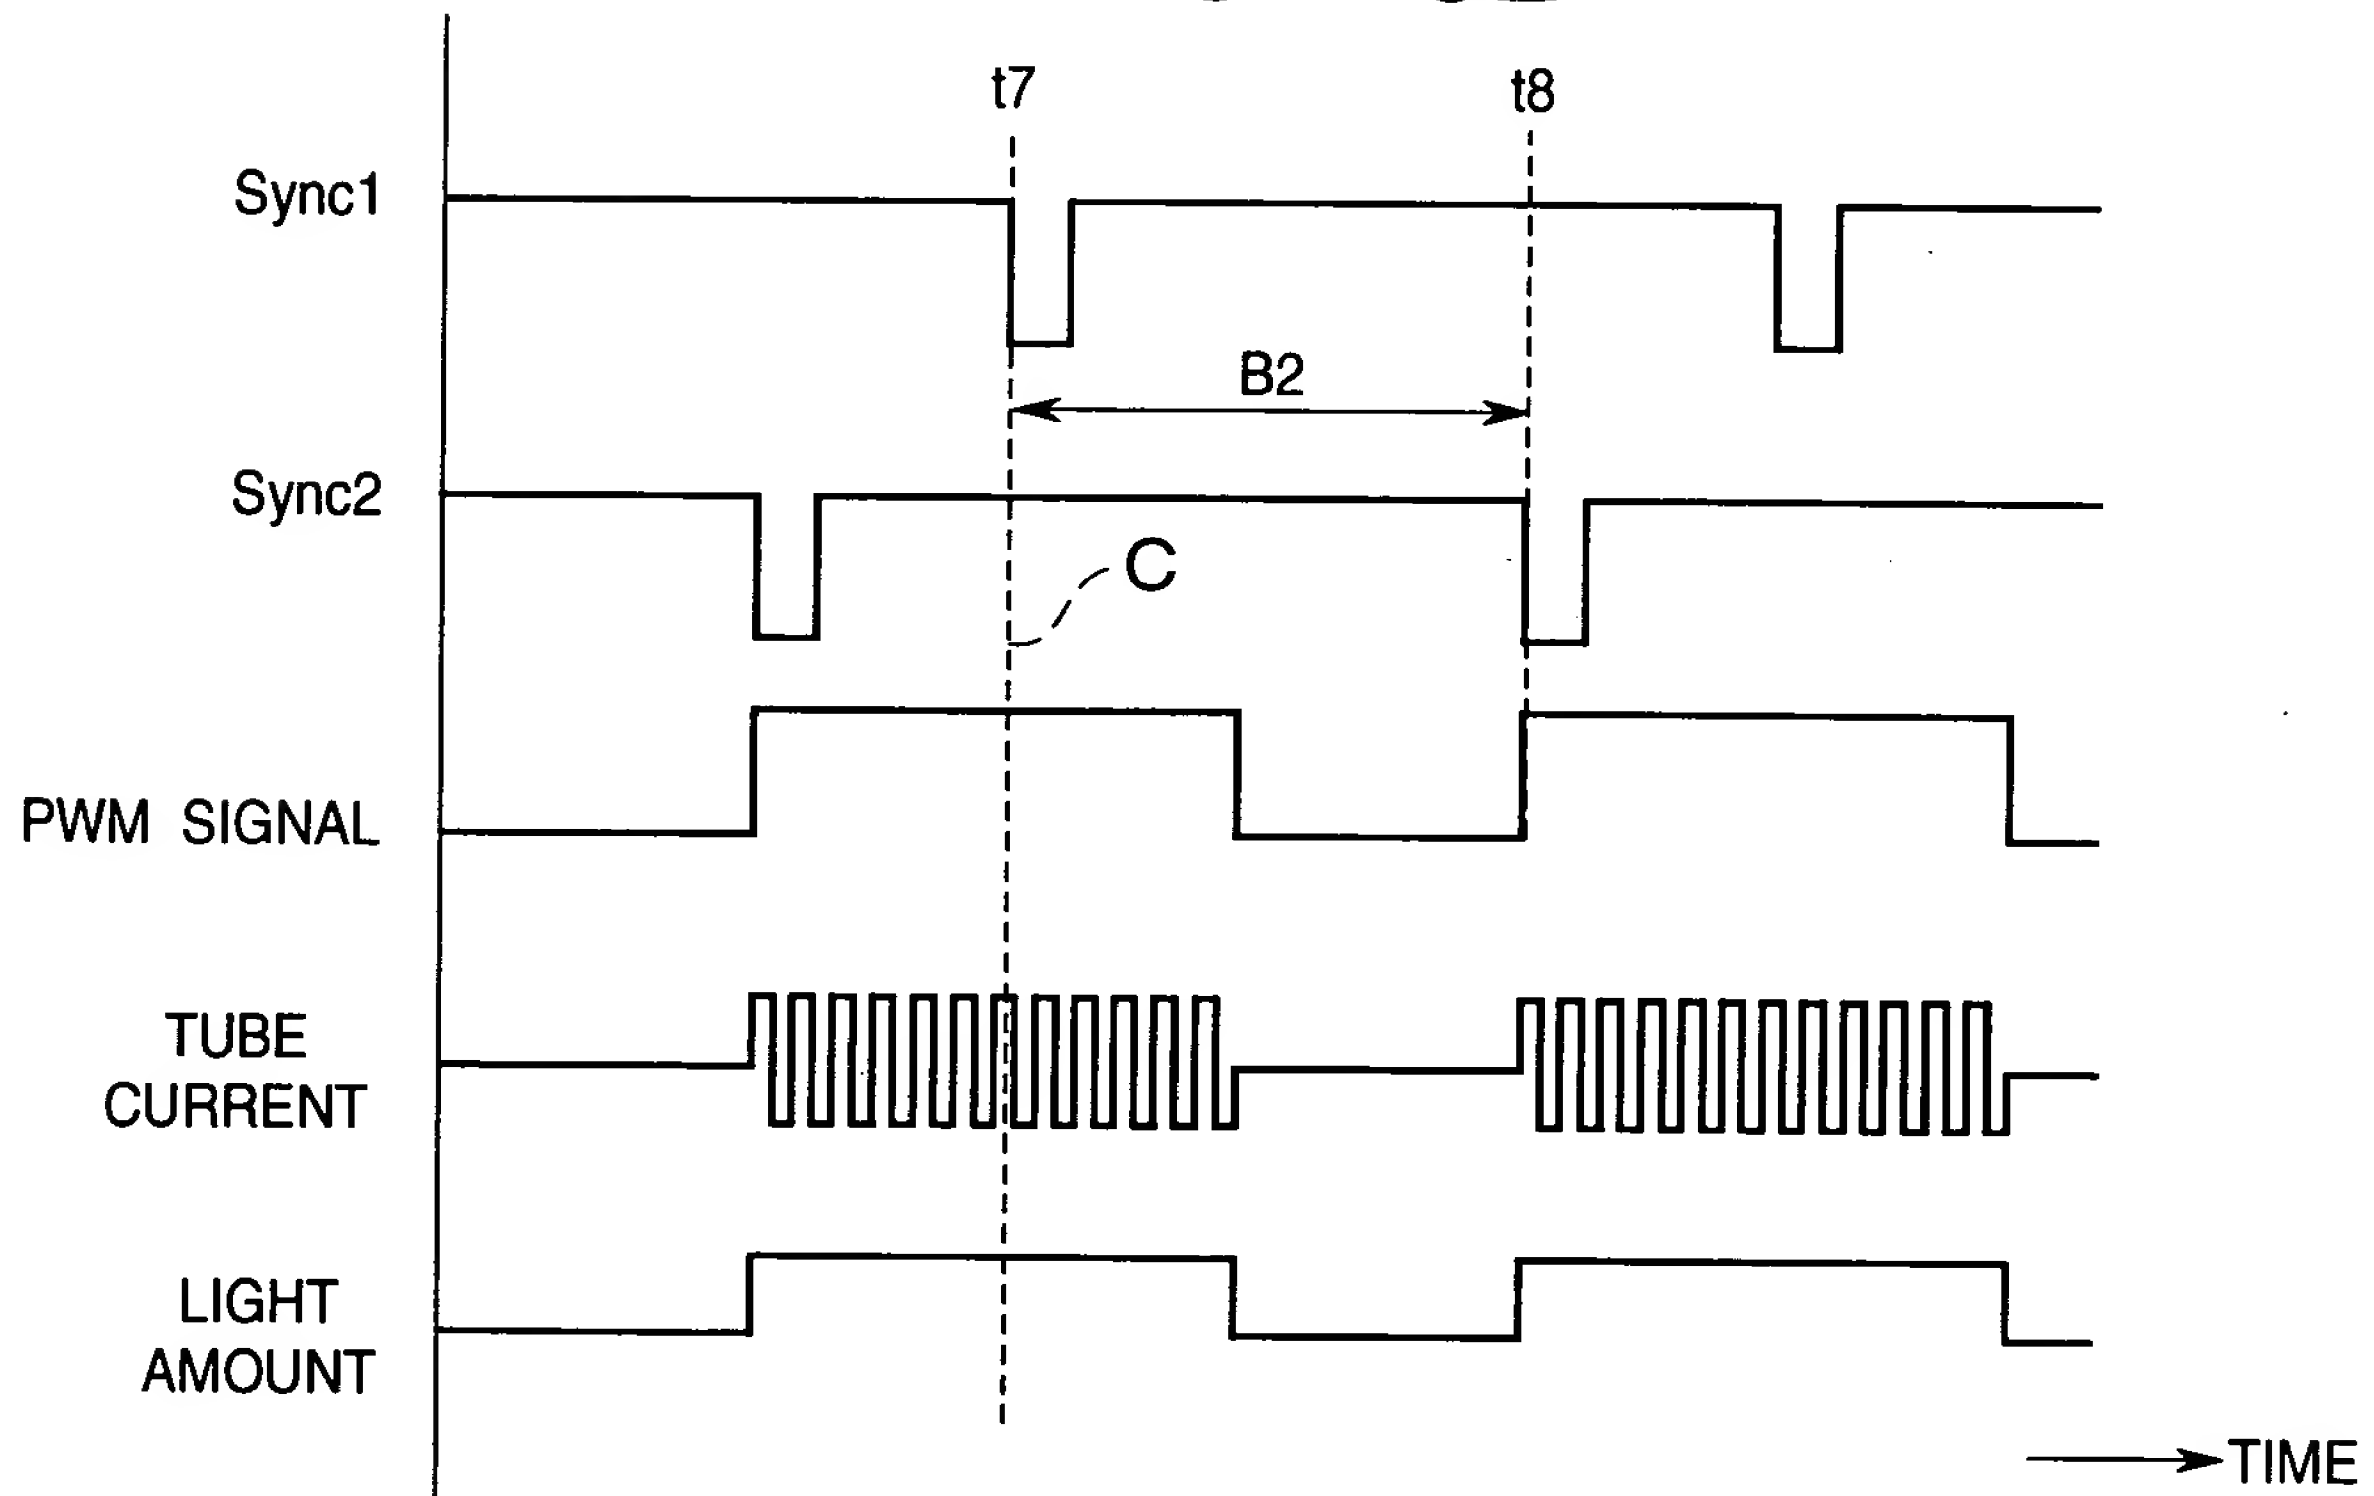 t7
t8
Sync1
B2
Sync2
C
PWM SIGNAL
TUBE
CURRENT
LIGHT
AMOUNT
TIME